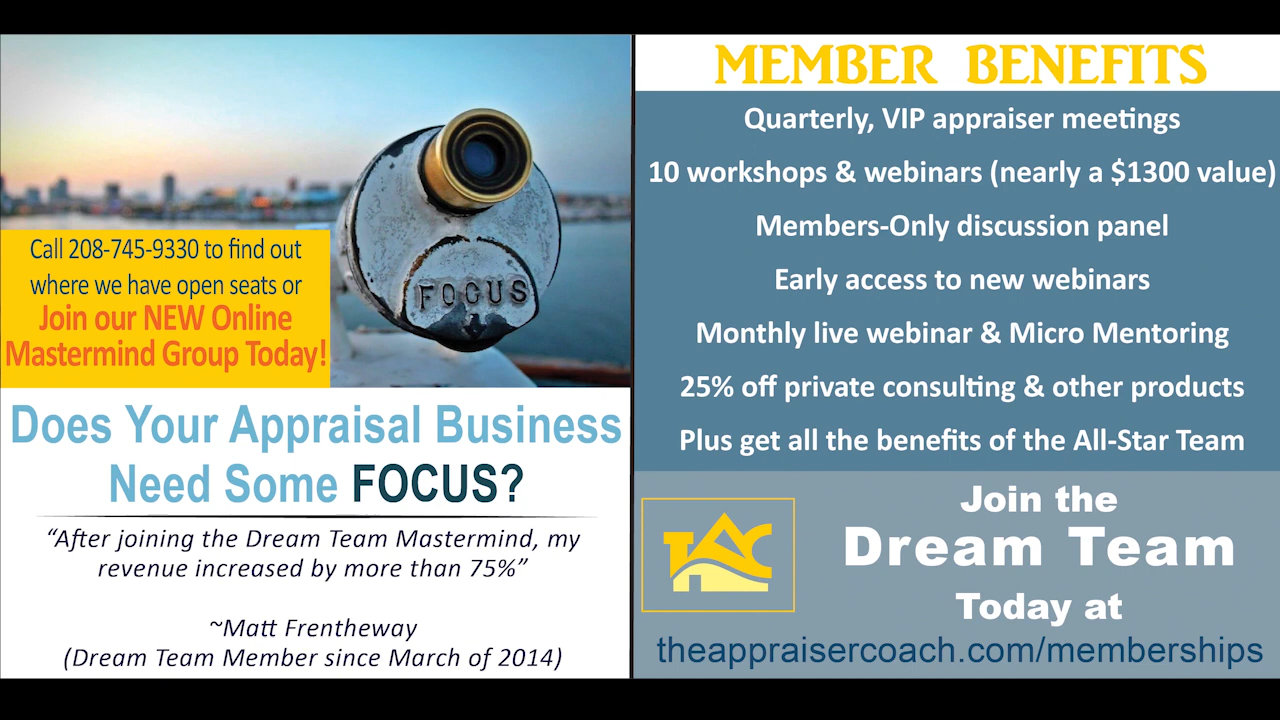 Call 208-745-9330 to find out
where we have open seats or
Join our NEW Online
Mastermind Group Today!
FOCUS
Does Your Appraisal Business
Need Some FOCUS?
“After joining the Dream Team Mastermind, my
revenue increased by more than 75%”
~Matt Frentheway
(Dream Team Member since March of 2014)
MEMBER BENEFITS
Quarterly, VIP appraiser meetings
10 workshops & webinars (nearly a $1300 value)
Members-Only discussion panel
Early access to new webinars
Monthly live webinar & Micro Mentoring
25% off private consulting & other products
Plus get all the benefits of the All-Star Team
TAC
Join the
Dream Team
Today at
theappraisercoach.com/memberships